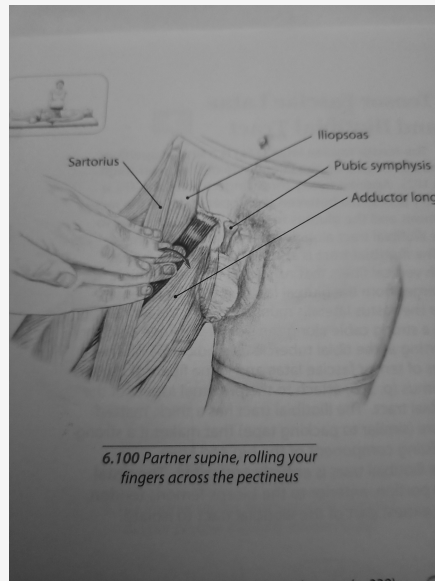 Iliopsoas
Sartorius
Pubic symphysis
Adductor long
6.100 Partner supine, rolling your
fingers across the pectineus